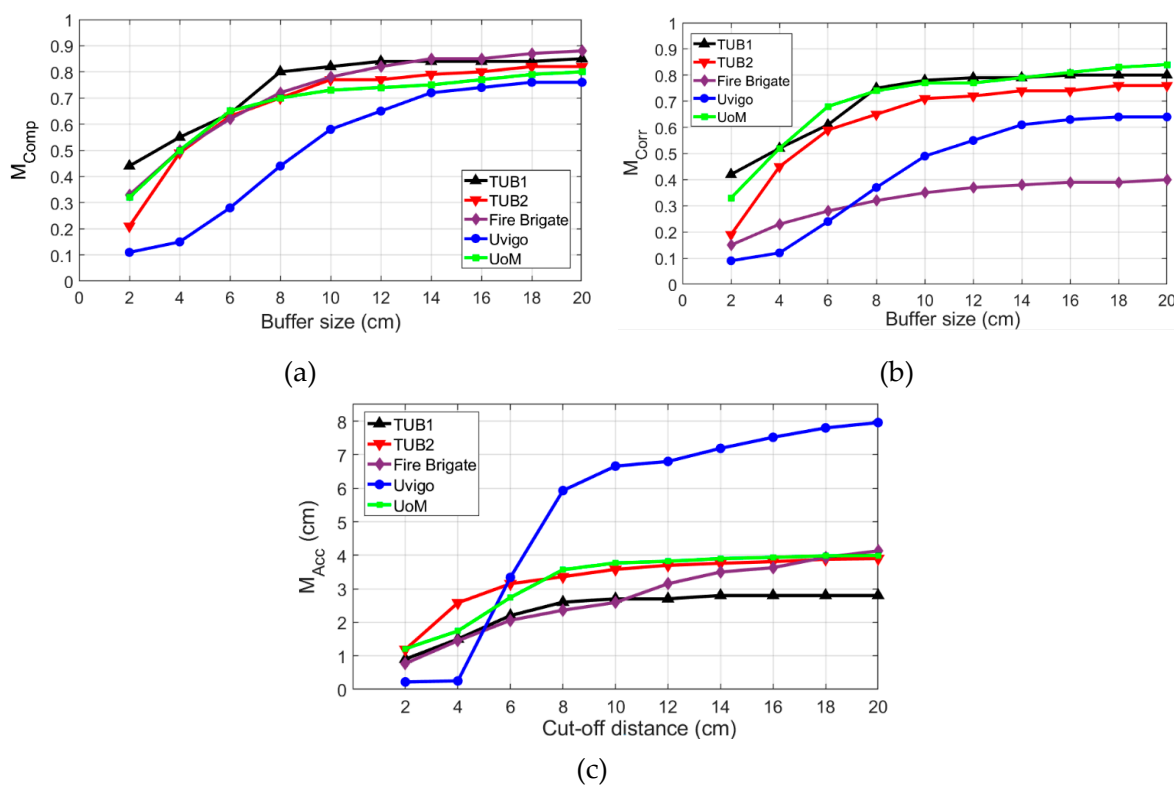 1
0.9
0.8
0.7
0.6
0.5
0.4
0.3
0.2
0.1
0
M_Comp
0 2 4 6 8 10 12 14 16 18 20
Buffer size (cm)
TUB1
TUB2
Fire Brigate
Uvigo
UoM
(a)
1
0.9
0.8
0.7
0.6
0.5
0.4
0.3
0.2
0.1
0
M_Corr
0 2 4 6 8 10 12 14 16 18 20
Buffer size (cm)
TUB1
TUB2
Fire Brigate
Uvigo
UoM
(b)
8
7
6
5
4
3
2
1
0
M_Acc (cm)
2 4 6 8 10 12 14 16 18 20
Cut-off distance (cm)
TUB1
TUB2
Fire Brigate
Uvigo
UoM
(c)